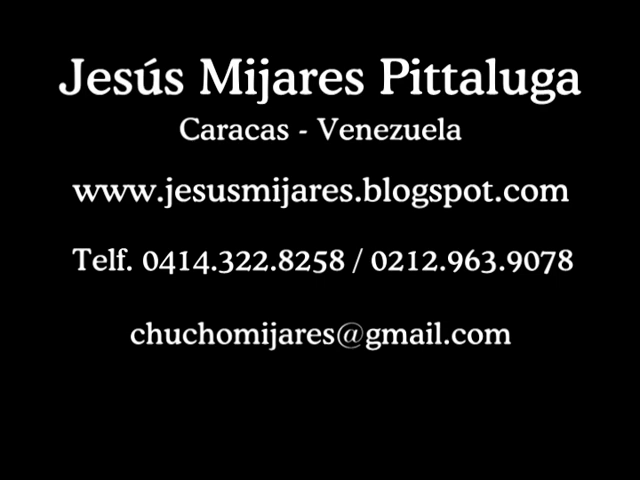 Jesús Mijares Pittaluga
Caracas - Venezuela
www.jesusmijares.blogspot.com
Telf. 0414.322.8258 / 0212.963.9078
chuchomijares@gmail.com